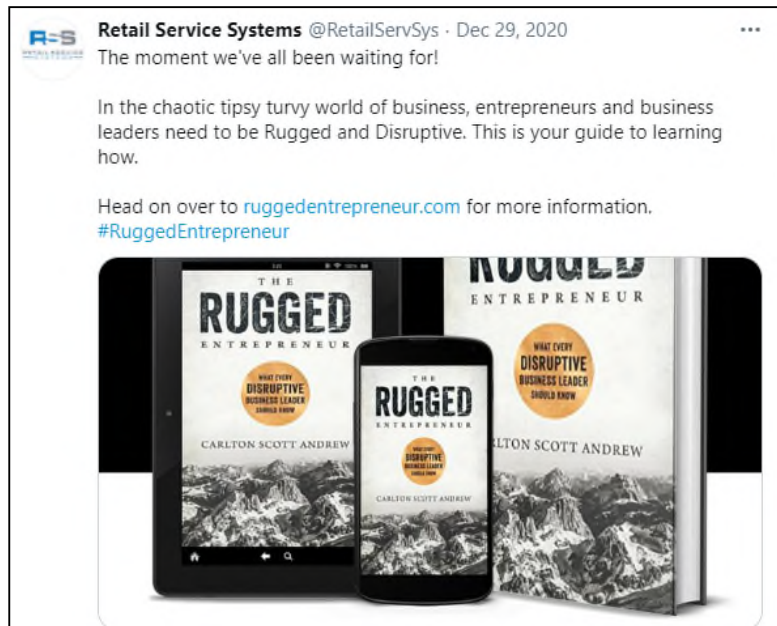 RSS
RETAIL SERVICE
SYSTEMS
Retail Service Systems @RetailServSys · Dec 29, 2020
The moment we've all been waiting for!
In the chaotic tipsy turvy world of business, entrepreneurs and business
leaders need to be Rugged and Disruptive. This is your guide to learning
how.
Head on over to ruggedentrepreneur.com for more information.
#RuggedEntrepreneur
THE
RUGGED
ENTREPRENEUR
WHAT EVERY
DISRUPTIVE
BUSINESS LEADER
SHOULD KNOW
CARLTON SCOTT ANDREW
THE
RUGGED
ENTREPRENEUR
WHAT EVERY
DISRUPTIVE
BUSINESS LEADER
SHOULD KNOW
CARLTON SCOTT ANDREW
RUGGED
ENTREPRENEUR
WHAT EVERY
DISRUPTIVE
BUSINESS LEADER
SHOULD KNOW
RLTON SCOTT ANDREW